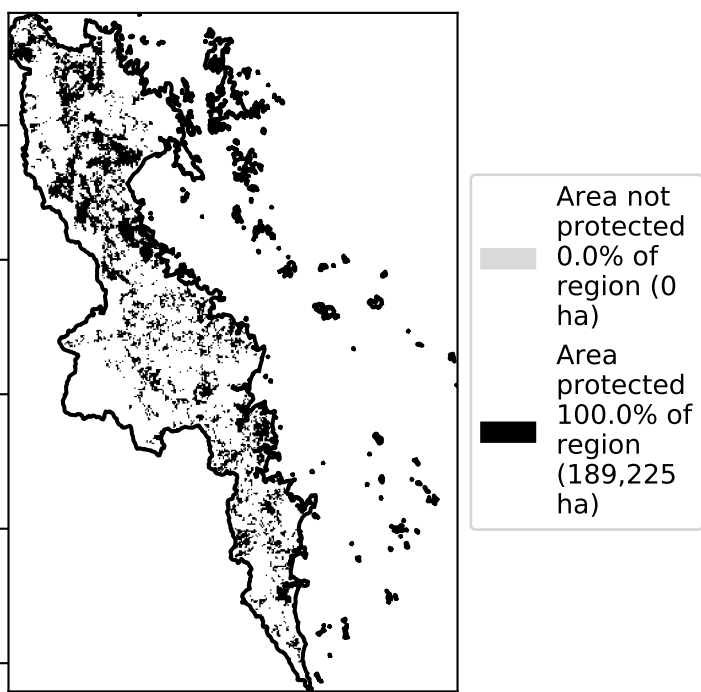 Area not
protected
0.0% of
region (0
ha)
Area
protected
100.0% of
region
(189,225
ha)